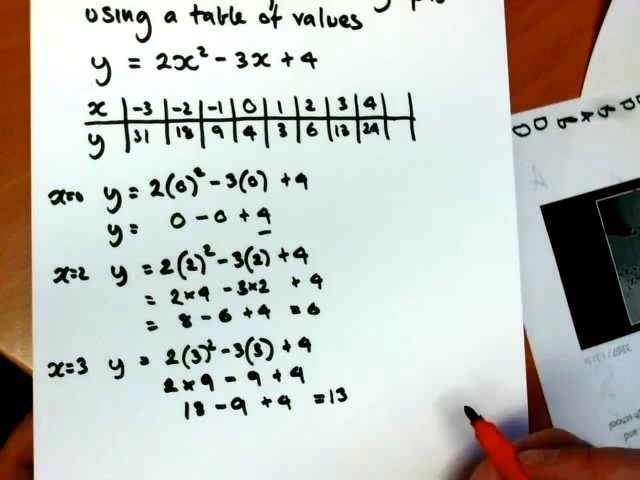 using a table of values
y = 2x² - 3x + 4
x | -3 | -2 | -1 | 0 | 1 | 2 | 3 | 4
y | 31 | 18 | 9 | 4 | 3 | 6 | 13 | 24
x=0 y = 2(0)² - 3(0) + 4
y = 0 - 0 + 4
x=2 y = 2(2)² - 3(2) + 4
= 2×4 - 3×2 + 4
= 8 - 6 + 4 = 6
x=3 y = 2(3)² - 3(3) + 4
2×9 - 9 + 4
18 - 9 + 4 = 13